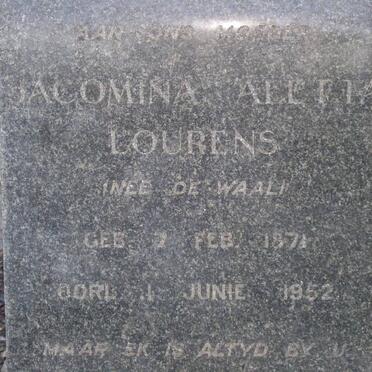 AAN ONS MOEDER
JACOMINA ALETTA
LOURENS
(NEE DE WAAL)
GEB. 7 FEB. 1871
OORL. 1 JUNIE 1952
MAAR EK IS ALTYD BY U.